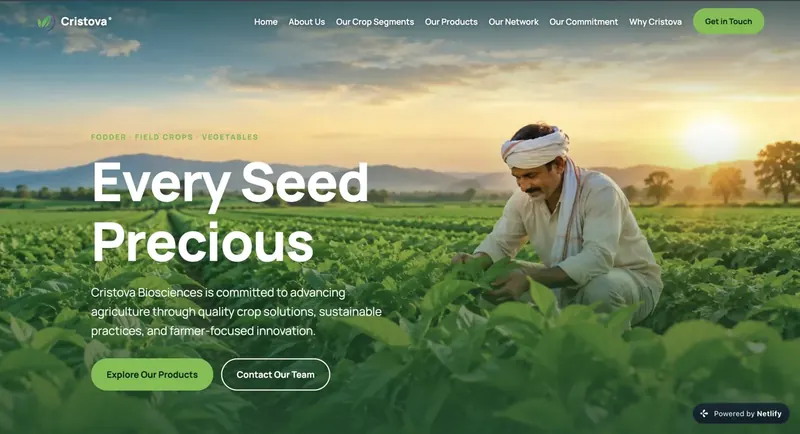 Cristova
Home About Us Our Crop Segments Our Products Our Network Our Commitment Why Cristova Get in Touch
FODDER · FIELD CROPS · VEGETABLES
Every Seed
Precious
Cristova Biosciences is committed to advancing
agriculture through quality crop solutions, sustainable
practices, and farmer-focused innovation.
Explore Our Products Contact Our Team
Powered by Netlify